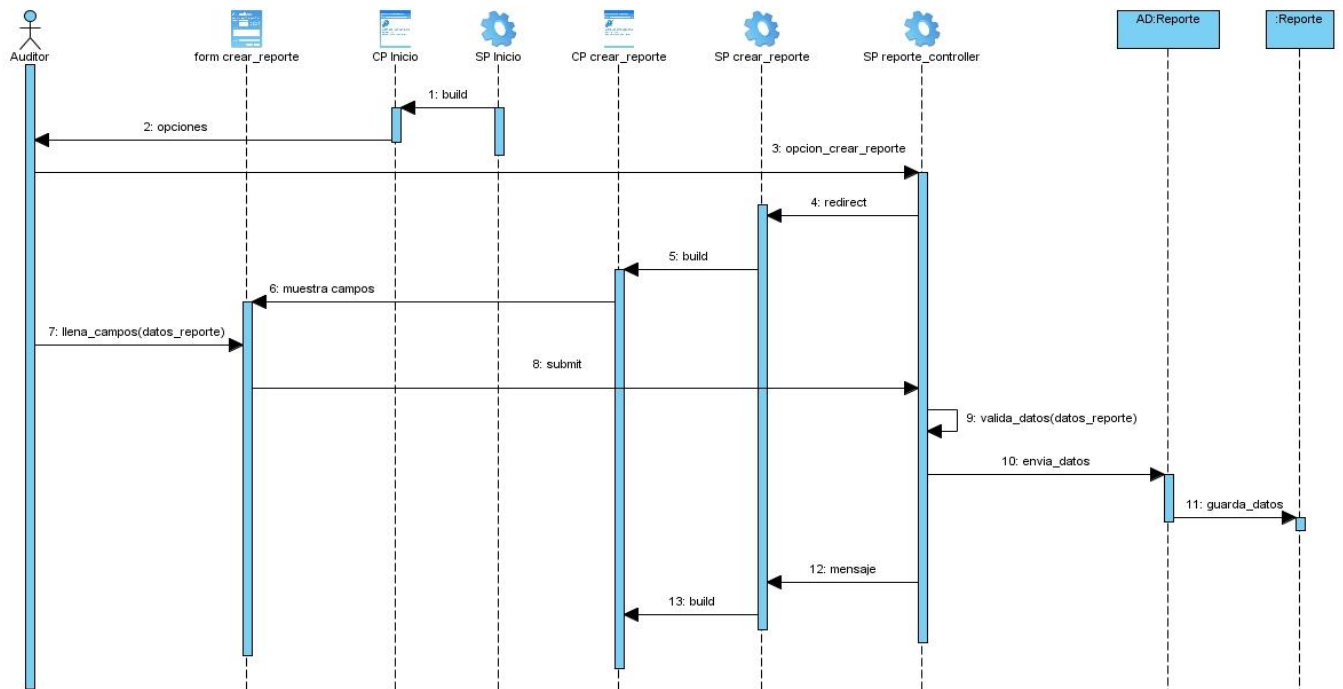 AD:Reporte
:Reporte
Auditor
form crear_reporte
CP Inicio
SP Inicio
CP crear_reporte
SP crear_reporte
SP reporte_controller
1: build
2: opciones
3: opcion_crear_reporte
4: redirect
5: build
6: muestra campos
7: llena_campos(datos_reporte)
8: submit
9: valida_datos(datos_reporte)
10: envia_datos
11: guarda_datos
12: mensaje
13: build